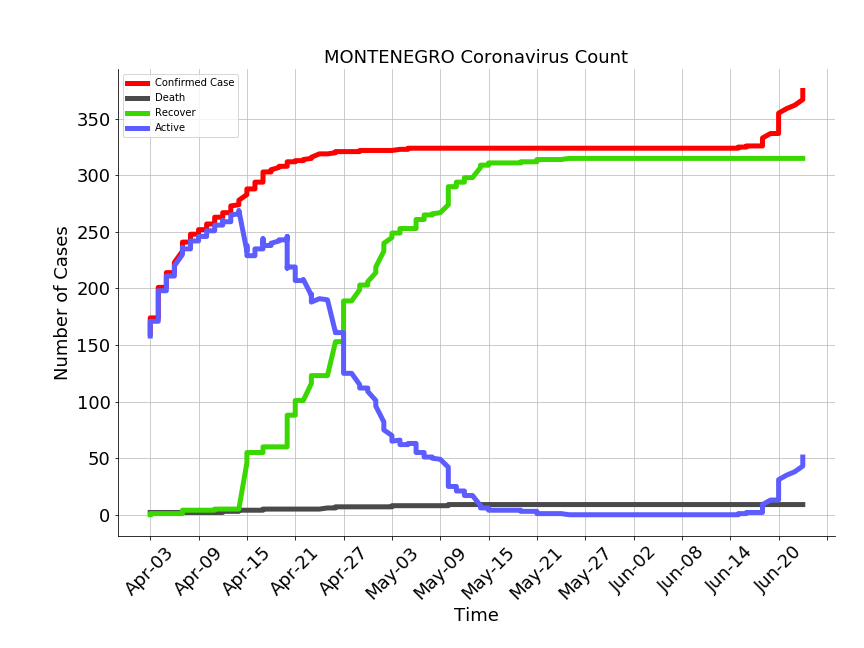 MONTENEGRO Coronavirus Count
Confirmed Case
Death
Recover
Active
Number of Cases
350
300
250
200
150
100
50
0
Apr-03
Apr-09
Apr-15
Apr-21
Apr-27
May-03
May-09
May-15
May-21
May-27
Jun-02
Jun-08
Jun-14
Jun-20
Time